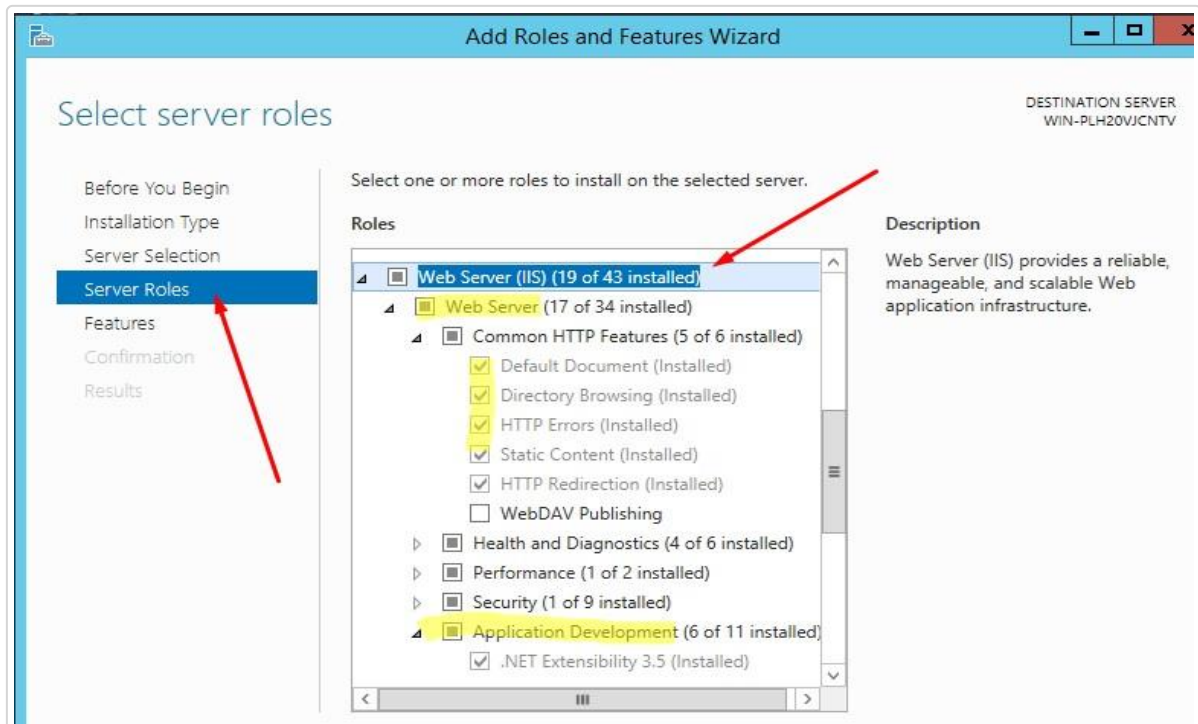 Add Roles and Features Wizard
Select server roles
DESTINATION SERVER
WIN-PLH20VJCNTV
Before You Begin
Installation Type
Server Selection
Server Roles
Features
Confirmation
Results
Select one or more roles to install on the selected server.
Roles
Web Server (IIS) (19 of 43 installed)
Web Server (17 of 34 installed)
Common HTTP Features (5 of 6 installed)
Default Document (Installed)
Directory Browsing (Installed)
HTTP Errors (Installed)
Static Content (Installed)
HTTP Redirection (Installed)
WebDAV Publishing
Health and Diagnostics (4 of 6 installed)
Performance (1 of 2 installed)
Security (1 of 9 installed)
Application Development (6 of 11 installed)
.NET Extensibility 3.5 (Installed)
Description
Web Server (IIS) provides a reliable,
manageable, and scalable Web
application infrastructure.